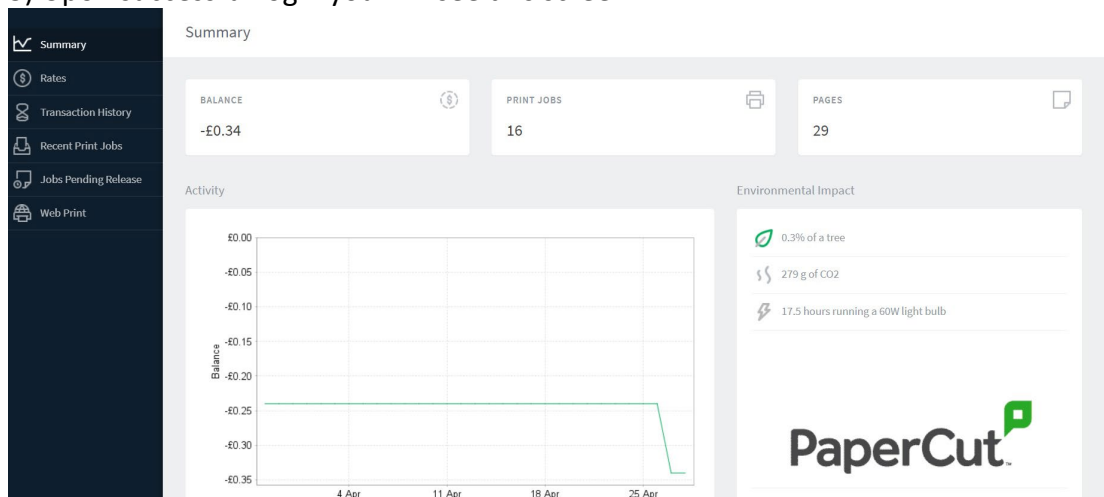 Summary
Rates
Transaction History
Recent Print Jobs
Jobs Pending Release
Web Print
Summary
BALANCE
-£0.34
PRINT JOBS
16
PAGES
29
Activity
£0.00
-£0.05
-£0.10
-£0.15
-£0.20
-£0.25
-£0.30
-£0.35
Balance
4 Apr
11 Apr
18 Apr
25 Apr
Environmental Impact
0.3% of a tree
279 g of CO2
17.5 hours running a 60W light bulb
PaperCut